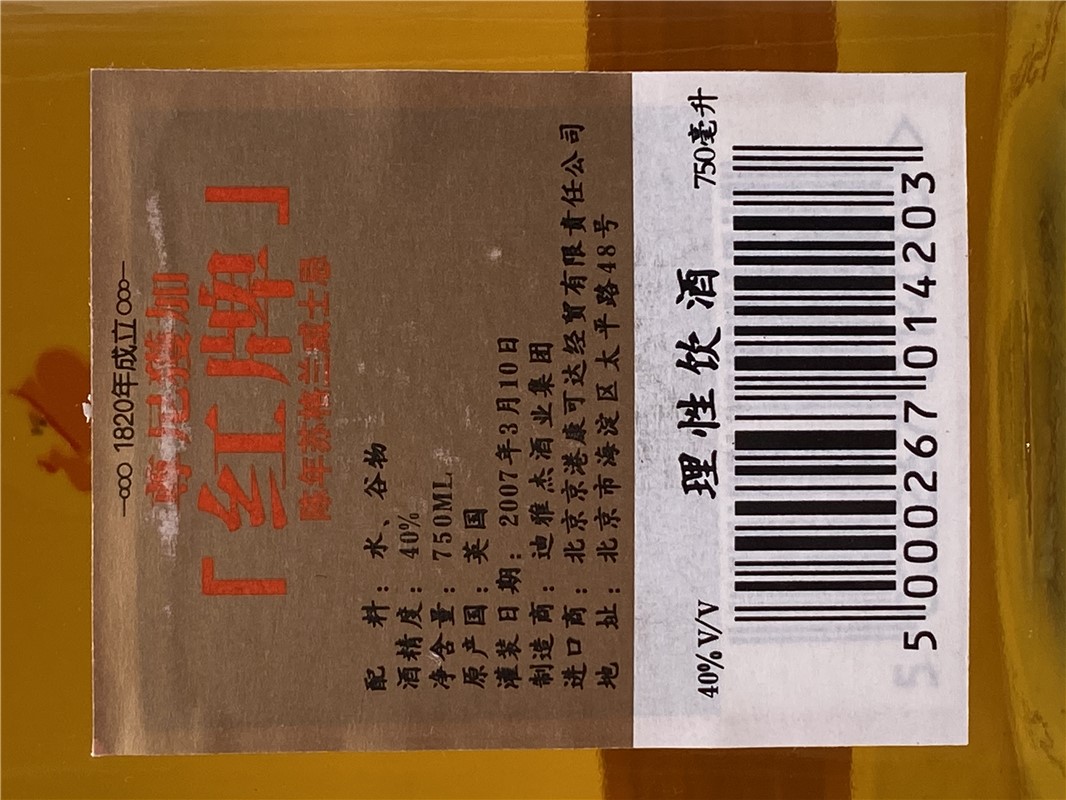 1820年成立
尊尼獲加
「红牌」
陈年苏格兰威士忌
配料：水、谷物
酒精度：40%
净含量：750ML
原产国：英国
灌装日期：2007年3月10日
制造商：迪雅杰酒业集团
进口商：北京京港康可达经贸有限責任公司
地址：北京市海淀区太平路48号
理性饮酒
40% V/V 750毫升
5 000267 014203